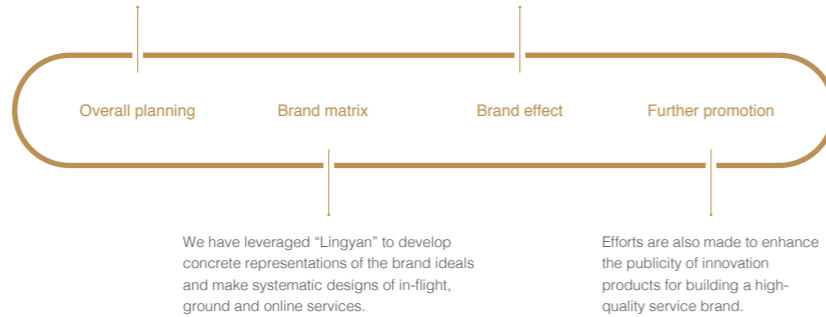 Overall planning
Brand matrix
Brand effect
Further promotion
We have leveraged “Lingyan” to develop
concrete representations of the brand ideals
and make systematic designs of in-flight,
ground and online services.
Efforts are also made to enhance
the publicity of innovation
products for building a high-
quality service brand.